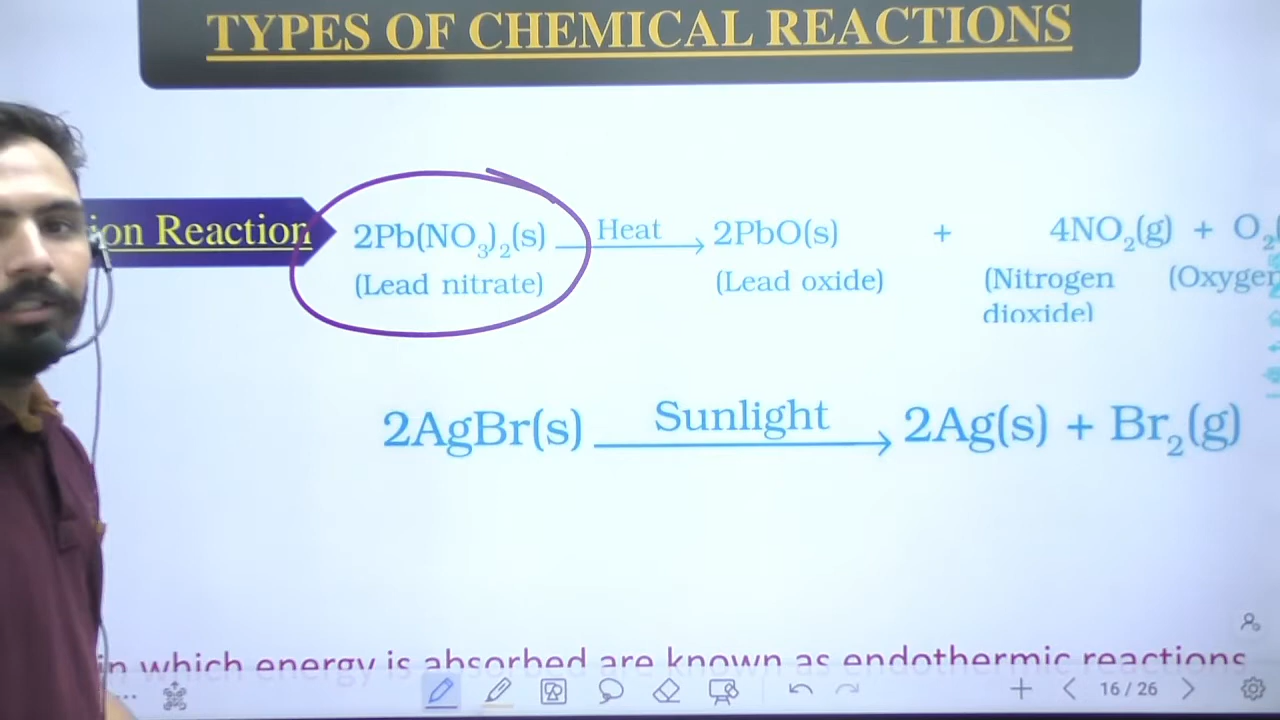 TYPES OF CHEMICAL REACTIONS
ion Reaction
2Pb(NO₃)₂(s) Heat → 2PbO(s) + 4NO₂(g) + O₂(
(Lead nitrate) (Lead oxide) (Nitrogen dioxide) (Oxygen
2AgBr(s) Sunlight → 2Ag(s) + Br₂(g)
in which energy is absorbed are known as endothermic reactions
16 / 26